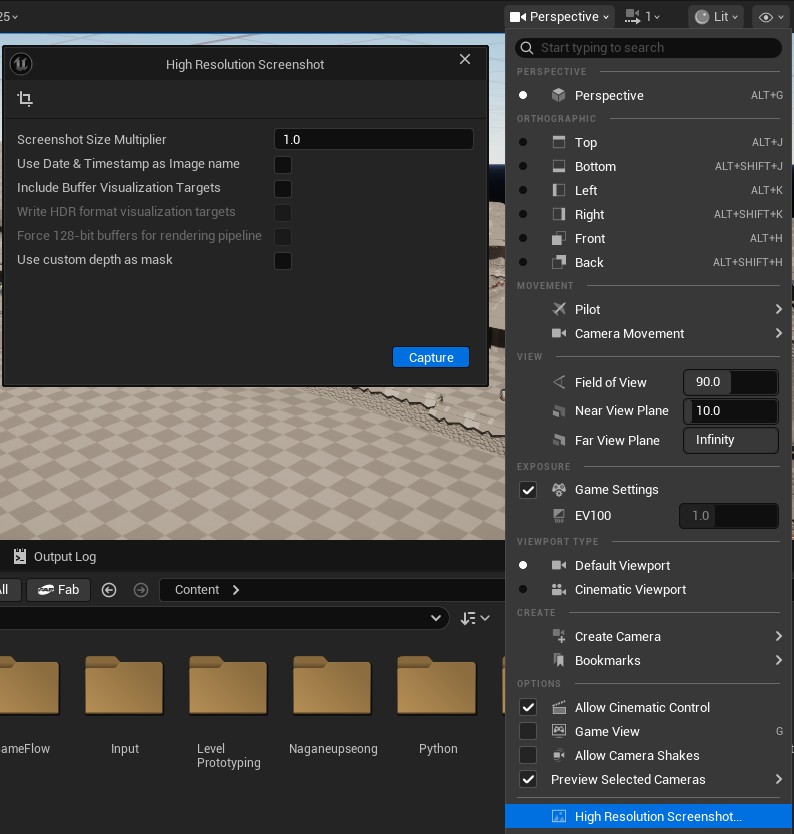 25
Perspective
1
Lit
High Resolution Screenshot
Screenshot Size Multiplier
1.0
Use Date & Timestamp as Image name
Include Buffer Visualization Targets
Write HDR format visualization targets
Force 128-bit buffers for rendering pipeline
Use custom depth as mask
Capture
Start typing to search
PERSPECTIVE
Perspective ALT+G
ORTHOGRAPHIC
Top ALT+J
Bottom ALT+SHIFT+J
Left ALT+K
Right ALT+SHIFT+K
Front ALT+H
Back ALT+SHIFT+H
MOVEMENT
Pilot
Camera Movement
VIEW
Field of View 90.0
Near View Plane 10.0
Far View Plane Infinity
EXPOSURE
Game Settings
EV100 1.0
VIEWPORT TYPE
Default Viewport
Cinematic Viewport
CREATE
Create Camera
Bookmarks
OPTIONS
Allow Cinematic Control
Game View G
Allow Camera Shakes
Preview Selected Cameras
High Resolution Screenshot...
Output Log
Fab
Content
ameFlow
Input
Level
Prototyping
Naganeupseong
Python